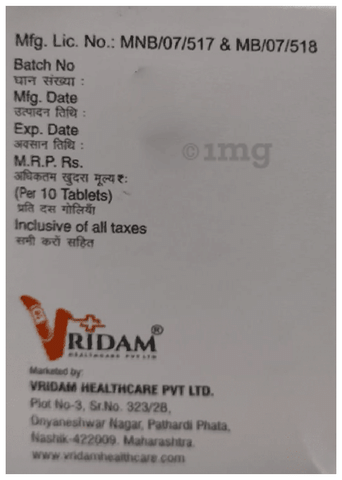 Mfg. Lic. No.: MNB/07/517 & MB/07/518
Batch No
घान संख्या :
Mfg. Date
उत्पादन तिथि :
Exp. Date
अवसान तिथि :
1mg
M.R.P. Rs.
अधिकतम खुदरा मूल्य ₹:
(Per 10 Tablets)
प्रति दस गोलियाँ
Inclusive of all taxes
सभी करों सहित
VRIDAM®
HEALTHCARE PVT LTD
Marketed by:
VRIDAM HEALTHCARE PVT LTD.
Plot No-3, Sr.No. 323/2B,
Dnyaneshwar Nagar, Pathardi Phata,
Nashik-422009. Maharashtra.
www.vridamhealthcare.com